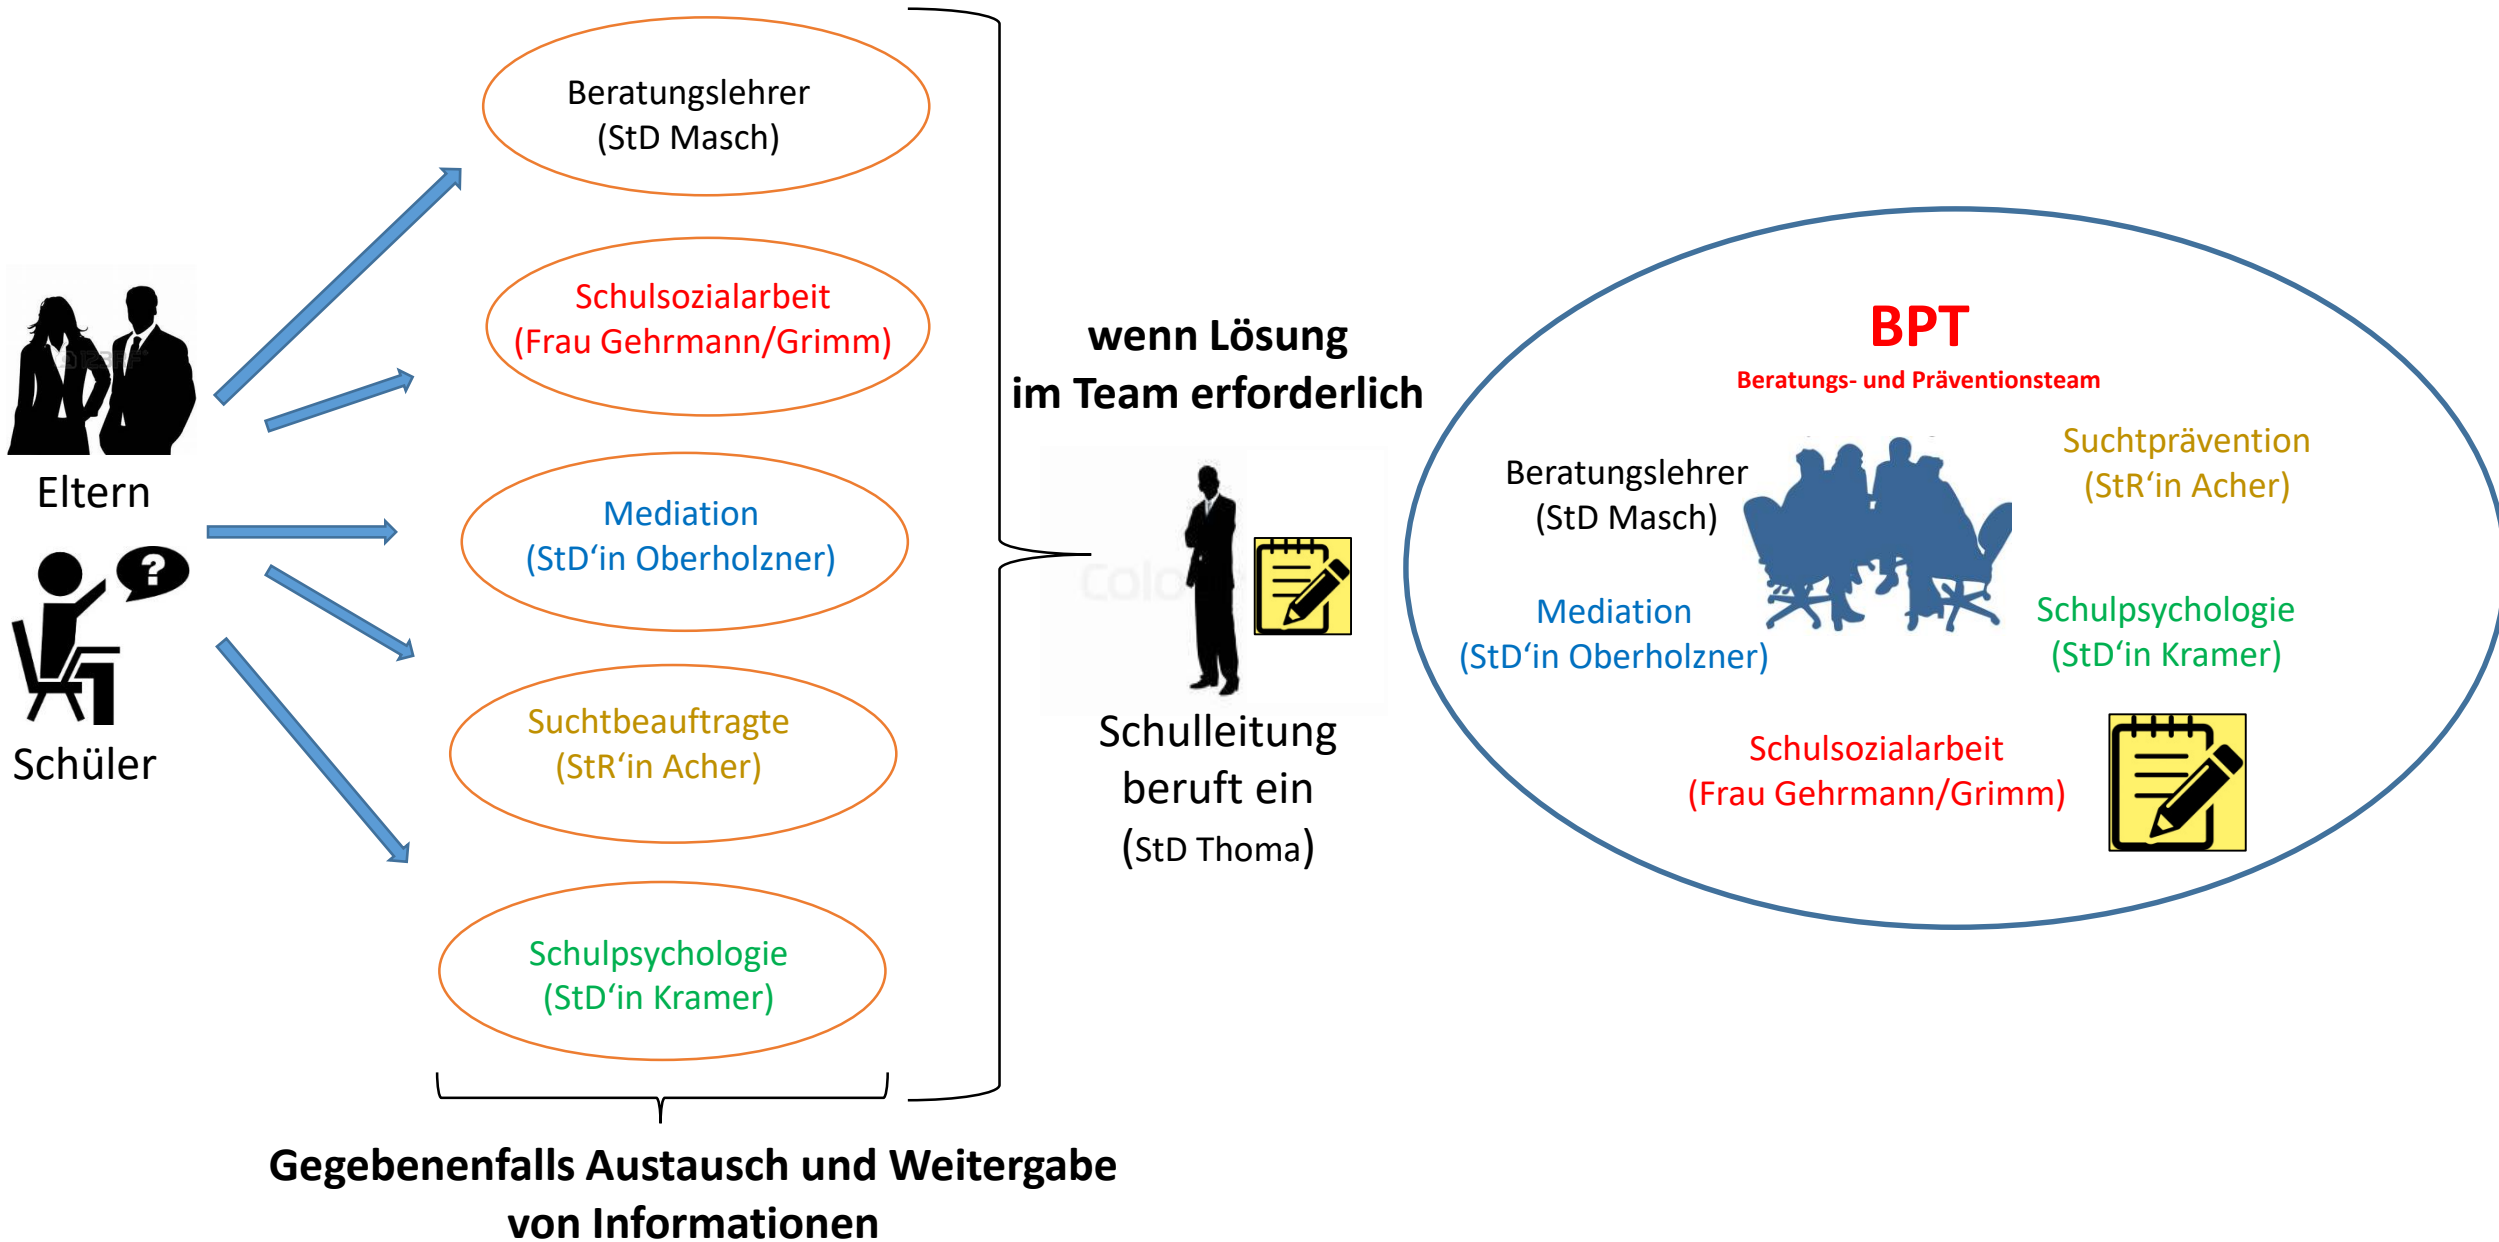 Beratungslehrer
(StD Masch)
Schulsozialarbeit
(Frau Gehrmann/Grimm)
Mediation
(StD‘in Oberholzner)
Suchtbeauftragte
(StR‘in Acher)
Schulpsychologie
(StD‘in Kramer)
Eltern
?
Schüler
Gegebenenfalls Austausch und Weitergabe
von Informationen
wenn Lösung
im Team erforderlich
Schulleitung
beruft ein
(StD Thoma)
BPT
Beratungs- und Präventionsteam
Beratungslehrer
(StD Masch)
Suchtprävention
(StR‘in Acher)
Mediation
(StD‘in Oberholzner)
Schulpsychologie
(StD‘in Kramer)
Schulsozialarbeit
(Frau Gehrmann/Grimm)